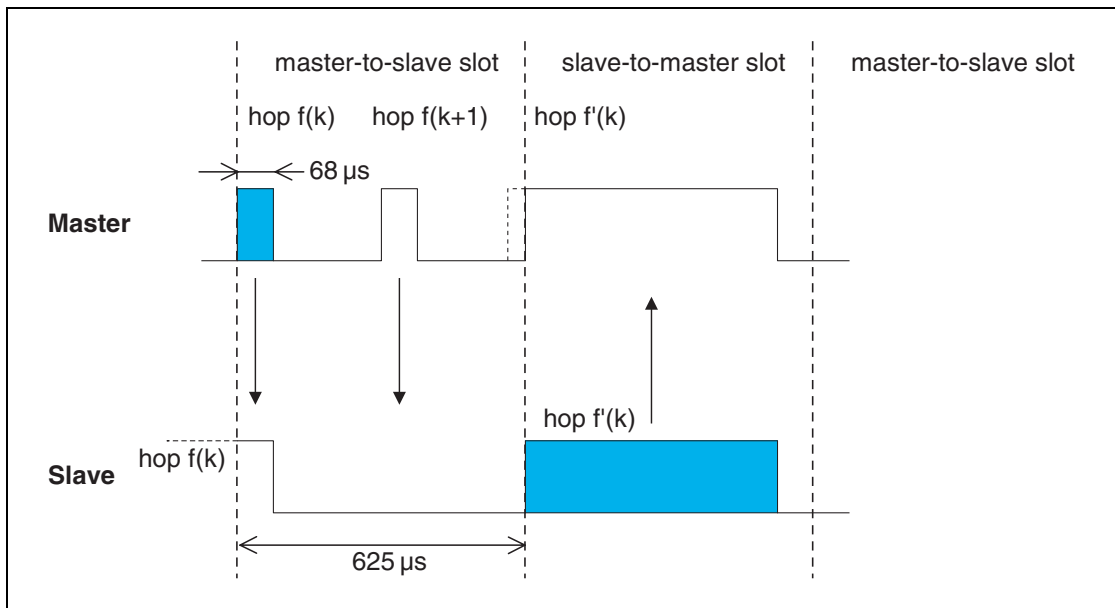 master-to-slave slot slave-to-master slot master-to-slave slot
hop f(k) hop f(k+1) hop f'(k)
68 µs
Master
hop f'(k)
hop f(k)
Slave
625 µs